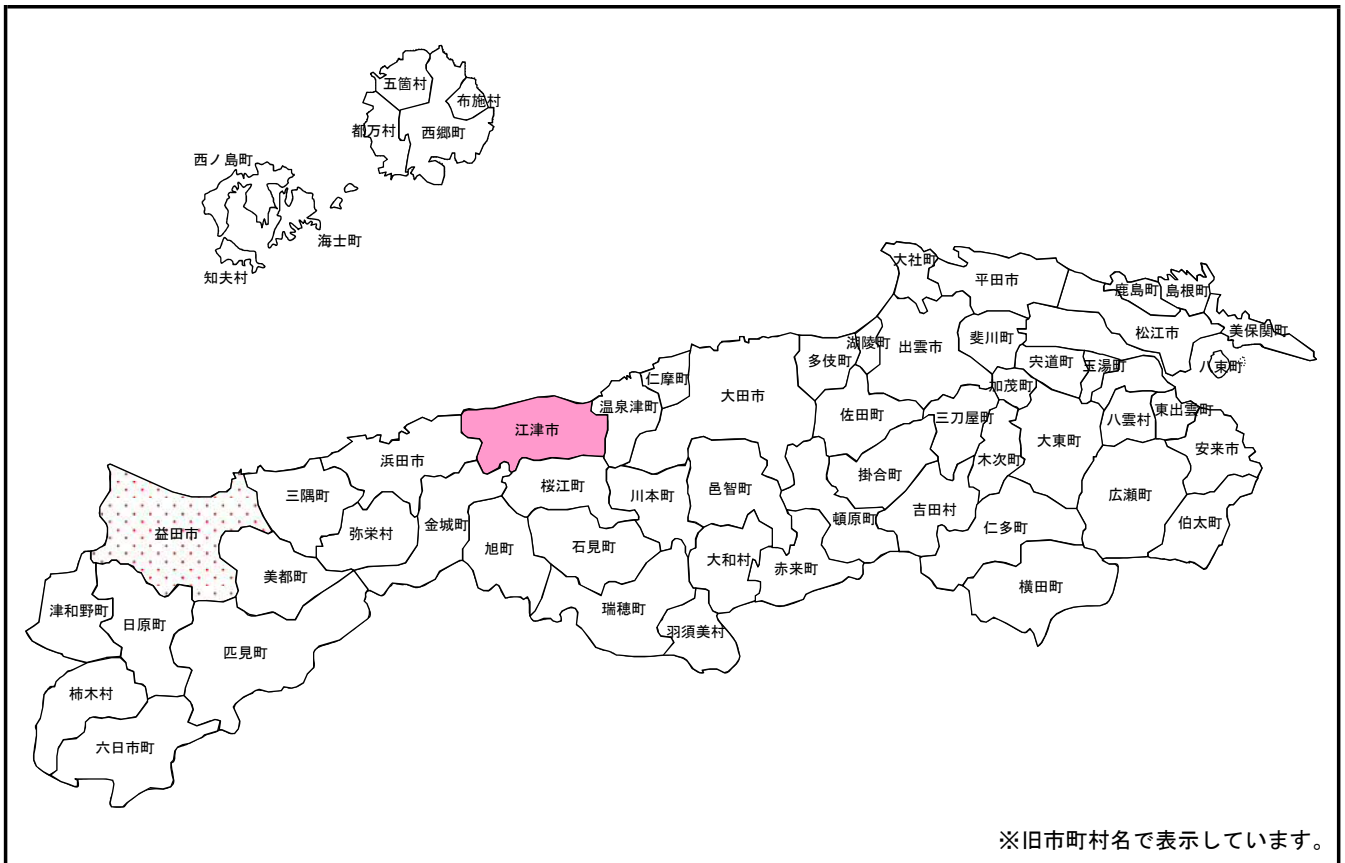 五箇村
布施村
都万村
西郷町
西ノ島町
海士町
知夫村
大社町
平田市
鹿島町
島根町
松江市
美保関町
湖陵町
出雲市
斐川町
多伎町
宍道町
玉湯町
八束町
仁摩町
加茂町
大田市
温泉津町
佐田町
三刀屋町
八雲村
東出雲町
江津市
大東町
安来市
浜田市
木次町
掛合町
桜江町
川本町
邑智町
広瀬町
三隅町
吉田村
頓原町
伯太町
金城町
仁多町
益田市
弥栄村
旭町
石見町
大和村
赤来町
美都町
横田町
津和野町
瑞穂町
日原町
羽須美村
匹見町
柿木村
六日市町
※旧市町村名で表示しています。